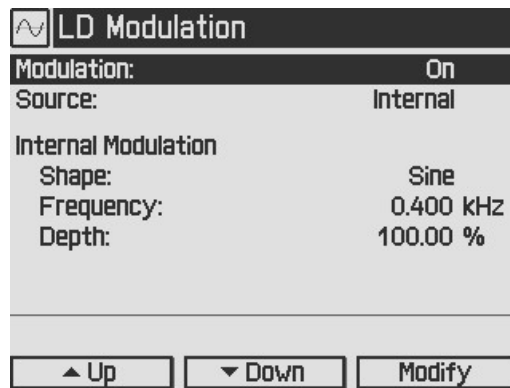 LD Modulation
Modulation: On
Source: Internal
Internal Modulation
Shape: Sine
Frequency: 0.400 kHz
Depth: 100.00 %
▲ Up ▼ Down Modify